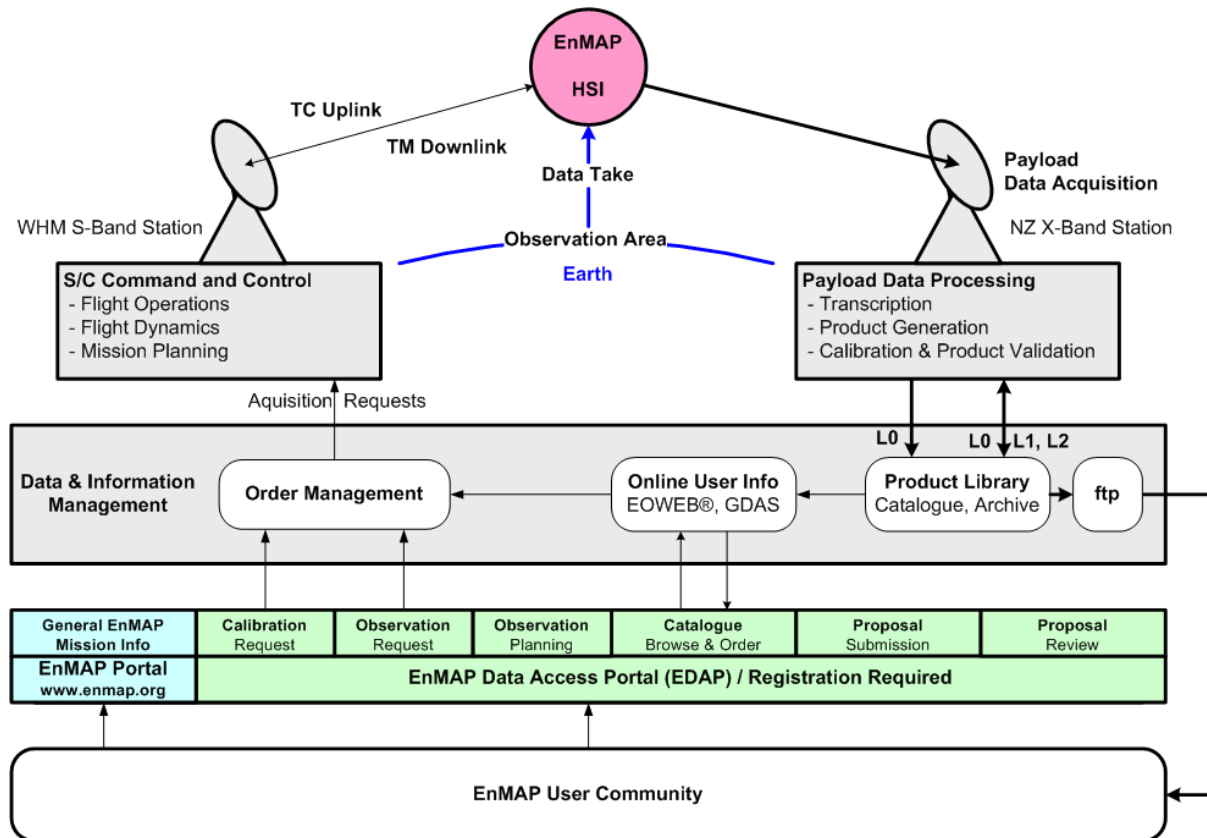 EnMAP
HSI
TC Uplink
TM Downlink
Data Take
Payload
Data Acquisition
WHM S-Band Station
NZ X-Band Station
Observation Area
Earth
S/C Command and Control
- Flight Operations
- Flight Dynamics
- Mission Planning
Payload Data Processing
- Transcription
- Product Generation
- Calibration & Product Validation
Aquisition Requests
L0
L0
L1, L2
Data & Information
Management
Order Management
Online User Info
EOWEB®, GDAS
Product Library
Catalogue, Archive
ftp
General EnMAP
Mission Info
Calibration
Request
Observation
Request
Observation
Planning
Catalogue
Browse & Order
Proposal
Submission
Proposal
Review
EnMAP Portal
www.enmap.org
EnMAP Data Access Portal (EDAP) / Registration Required
EnMAP User Community